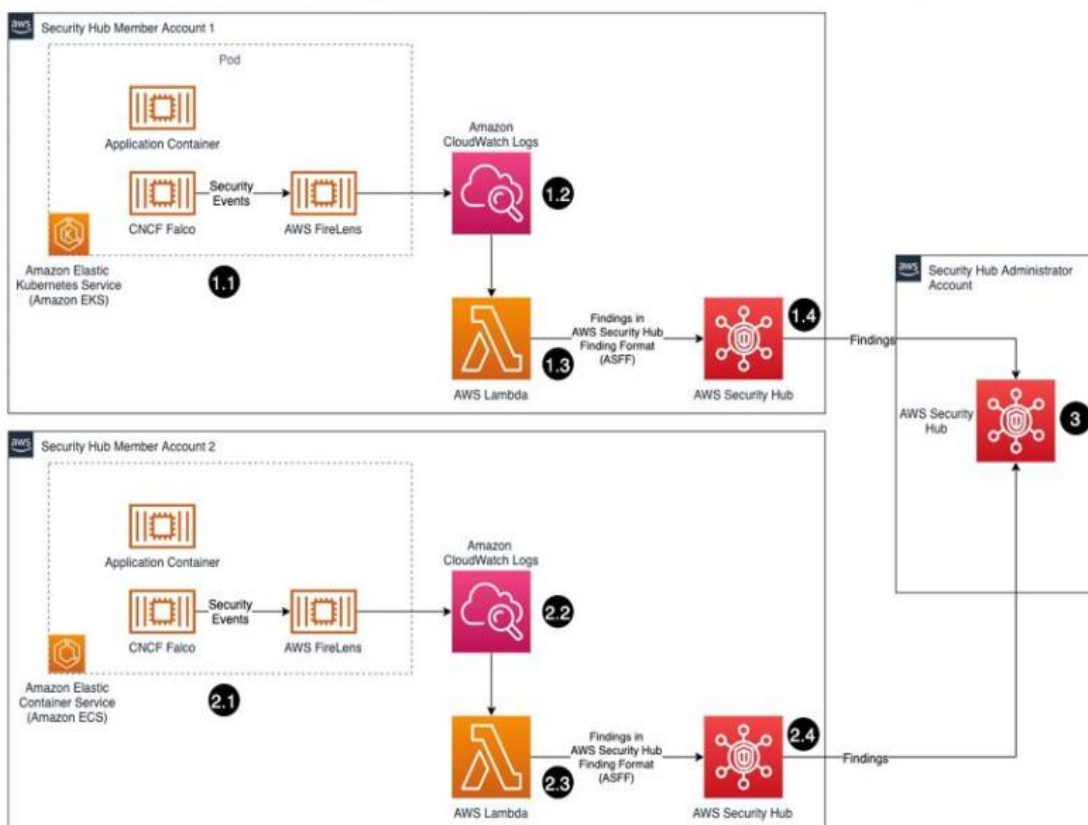 aws
Security Hub Member Account 1
Pod
Application Container
CNCF Falco
Security
Events
AWS FireLens
Amazon Elastic
Kubernetes Service
(Amazon EKS)
1.1
Amazon
CloudWatch Logs
1.2
AWS Lambda
1.3
Findings in
AWS Security Hub
Finding Format
(ASFF)
AWS Security Hub
1.4
Findings
aws
Security Hub Administrator
Account
AWS Security
Hub
3
aws
Security Hub Member Account 2
Application Container
CNCF Falco
Security
Events
AWS FireLens
Amazon Elastic
Container Service
(Amazon ECS)
2.1
Amazon
CloudWatch Logs
2.2
AWS Lambda
2.3
Findings in
AWS Security Hub
Finding Format
(ASFF)
AWS Security Hub
2.4
Findings